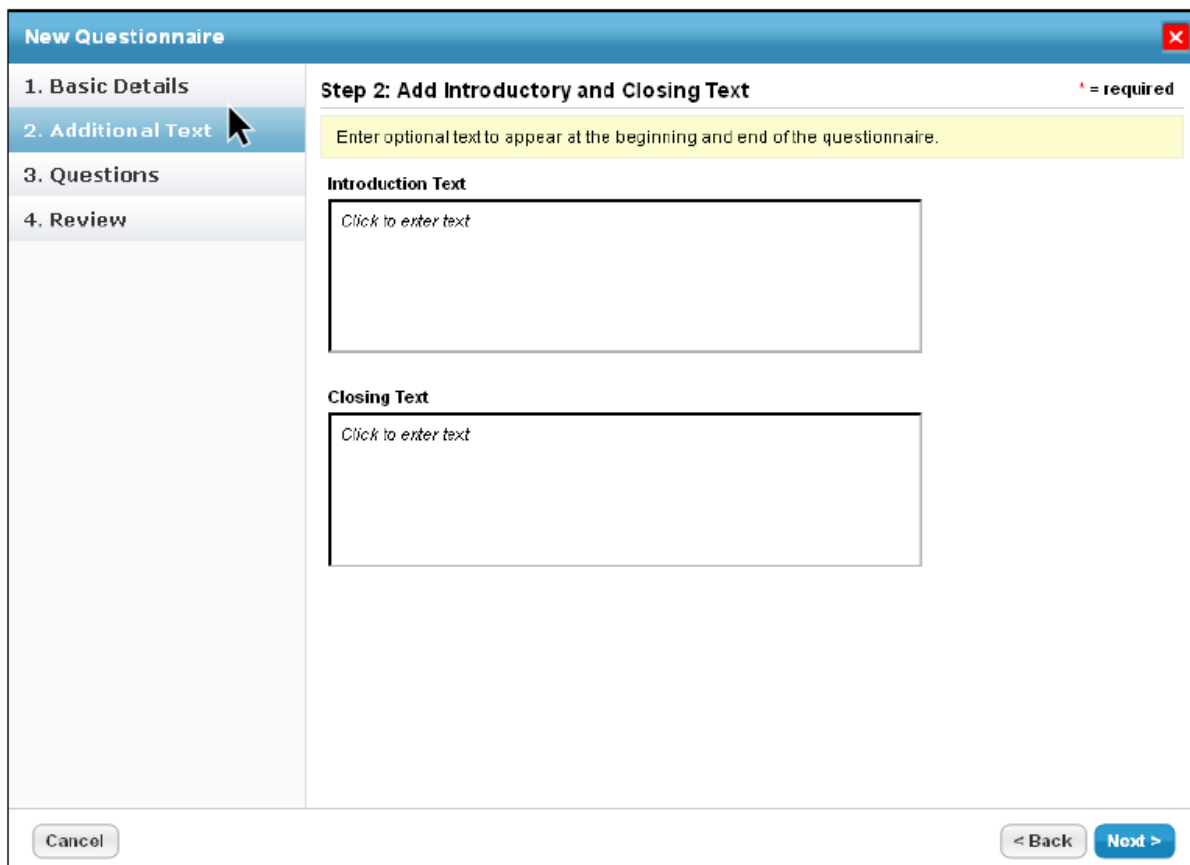 New Questionnaire
1. Basic Details
2. Additional Text
3. Questions
4. Review
Step 2: Add Introductory and Closing Text
* = required
Enter optional text to appear at the beginning and end of the questionnaire.
Introduction Text
Click to enter text
Closing Text
Click to enter text
Cancel
< Back
Next >